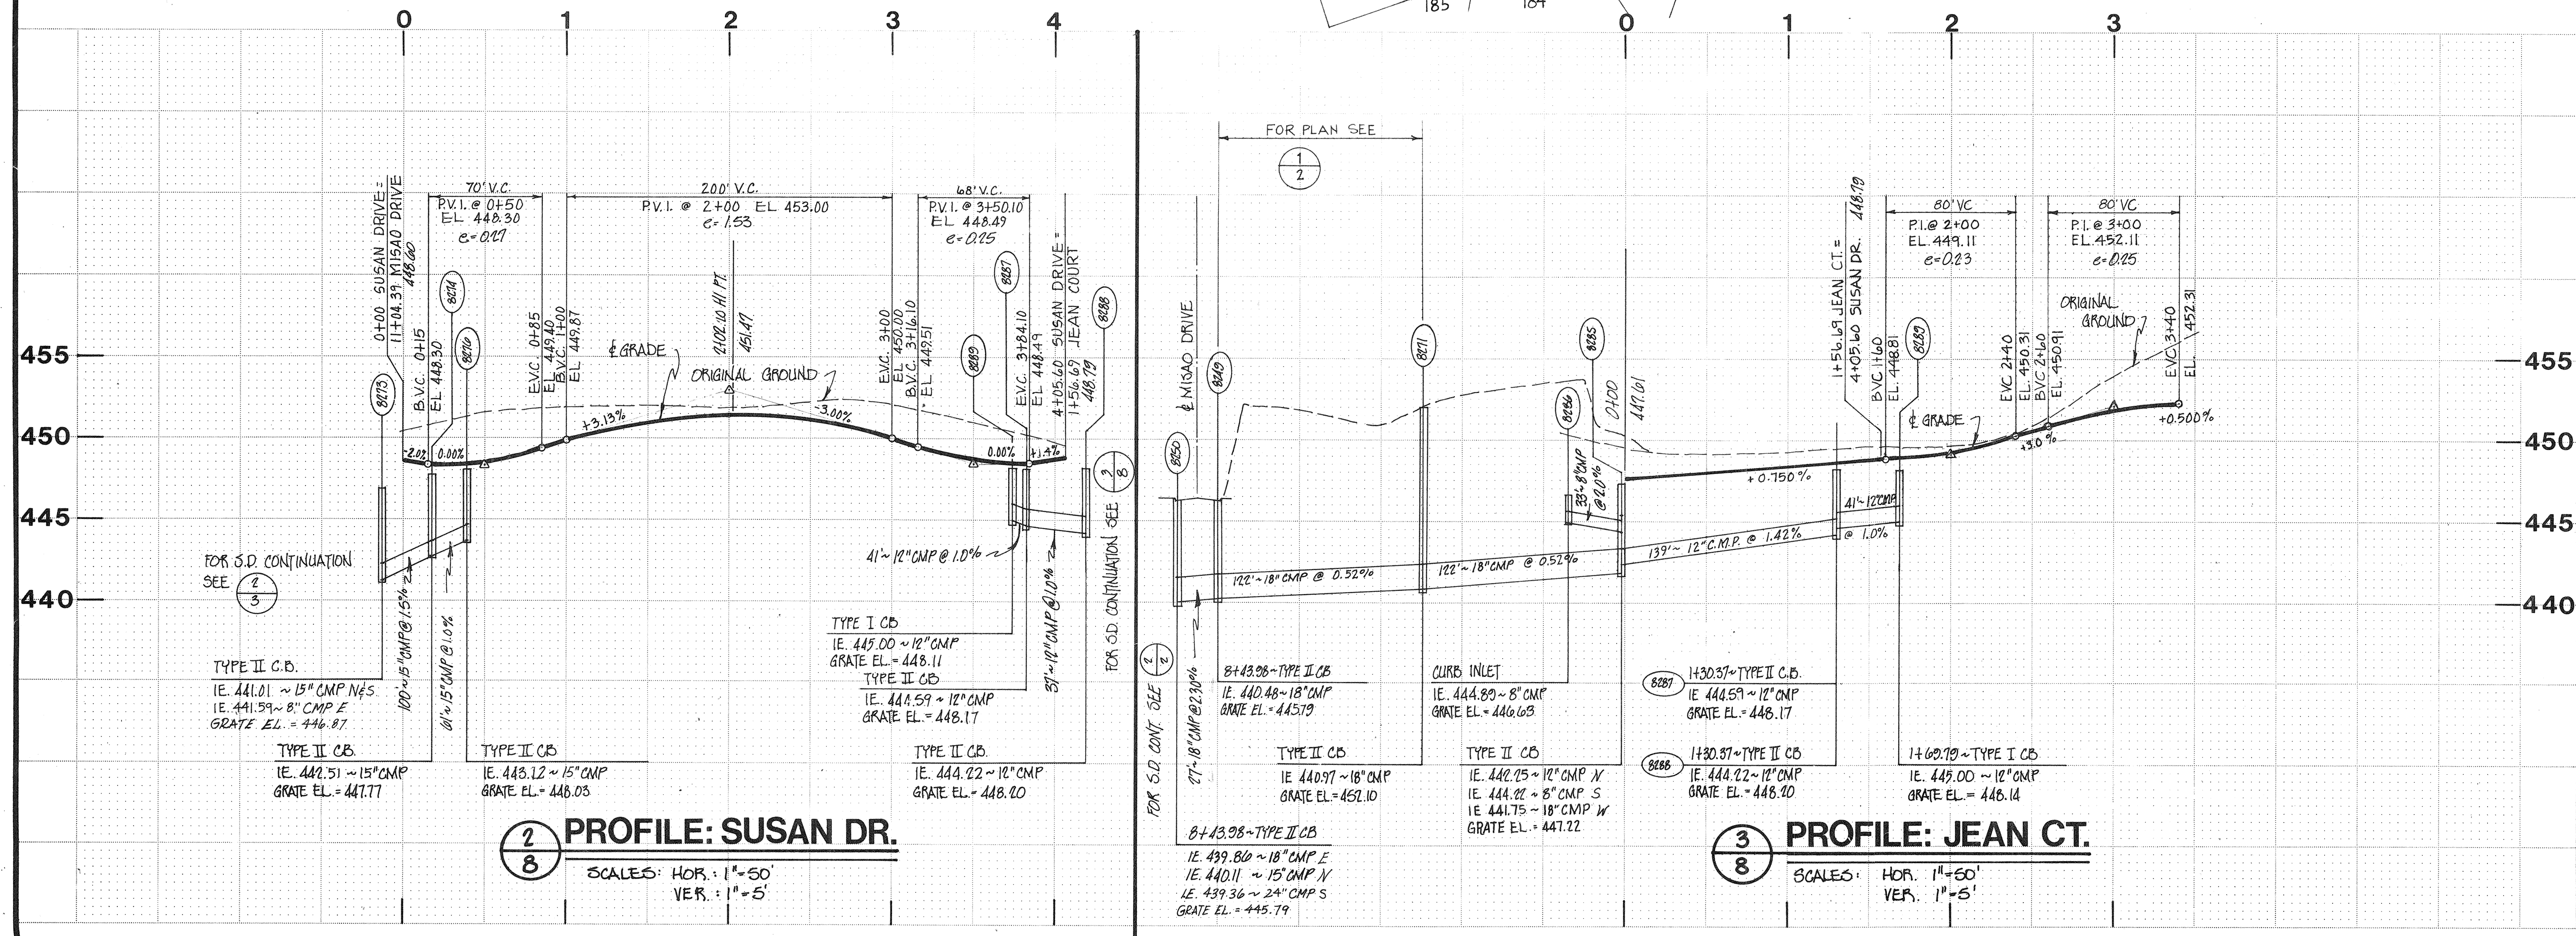 185 184
0 1 2 3 4
0 1 2 3
455
450
445
440
0+00 SUSAN DRIVE =
11+04.39 MISAO DRIVE
448.60
70' V.C.
P.V.I. @ 0+50
EL 448.30
e=0.27
200' V.C.
P.V.I. @ 2+00 EL 453.00
e=1.53
68' V.C.
P.V.I. @ 3+50.10
EL 448.49
e=0.25
8273
B.V.C. 0+15
EL 448.30
8274
8276
E.V.C. 0+85
EL 449.40
B.V.C. 1+00
EL 449.87
℄ GRADE
ORIGINAL GROUND
2+02.10 HI PT.
451.47
E.V.C. 3+00
EL 450.00
B.V.C. 3+16.10
EL 449.51
8289
8287
E.V.C. 3+84.10
EL 448.49
4+05.60 SUSAN DRIVE =
1+56.69 JEAN COURT
448.79
8288
-2.0%
0.00%
+3.13%
-3.00%
0.00%
+1.4%
3
8
FOR S.D. CONTINUATION SEE
FOR S.D. CONTINUATION
SEE
2
3
100'~15"CMP@1.5%
61'~15"CMP@1.0%
41'~12"CMP@1.0%
37'~12"CMP@1.0%
TYPE II C.B.
IE. 441.01 ~15" CMP N&S
IE. 441.59~8" CMP E
GRATE EL. = 446.87
TYPE II CB.
IE. 442.51~15"CMP
GRATE EL.=447.77
TYPE II CB
IE. 443.12~15"CMP
GRATE EL.=448.03
TYPE I CB
IE. 445.00~12"CMP
GRATE EL.=448.11
TYPE II CB
IE. 444.59~12"CMP
GRATE EL.=448.17
TYPE II CB.
IE. 444.22~12"CMP
GRATE EL.=448.20
2
8
PROFILE: SUSAN DR.
SCALES: HOR.: 1"=50'
VER.: 1"=5'
FOR PLAN SEE
1
2
℄ MISAO DRIVE
8250
8249
8271
8285
8286
0+00
447.61
33'~8"CMP
@2.0%
1+56.69 JEAN CT.=
4+05.60 SUSAN DR. 448.79
BVC 1+60
EL 448.81
8289
80' VC
P.I.@ 2+00
EL.449.11
e=0.23
80' VC
P.I.@ 3+00
EL.452.11
e=0.25
EVC 2+40
EL. 450.31
BVC 2+60
EL. 450.91
ORIGINAL
GROUND
EVC 3+40
EL. 452.31
℄ GRADE
+0.750%
+3.0%
+0.500%
455
450
445
440
122'~18"CMP @ 0.52%
122'~18"CMP @ 0.52%
139'~12"C.M.P. @ 1.42%
41'~12"CMP
@ 1.0%
FOR S.D. CONT. SEE
2
2
27'~18"CMP@2.30%
8+43.98~TYPE II CB
IE. 440.48~18"CMP
GRATE EL.=445.79
CURB INLET
IE. 444.89~8"CMP
GRATE EL.=446.63
8287
1+30.37~TYPE II C.B.
IE 444.59~12"CMP
GRATE EL.=448.17
TYPE II CB
IE 440.97~18"CMP
GRATE EL.=452.10
TYPE II CB
IE 442.25~12"CMP N
IE 444.22~8"CMP S
IE 441.75~18"CMP W
GRATE EL.=447.22
8288
1+30.37~TYPE II CB
IE 444.22~12"CMP
GRATE EL.=448.20
1+69.79~TYPE I CB
IE. 445.00~12"CMP
GRATE EL.=448.14
8+43.98~TYPE II CB
IE. 439.86~18"CMP E
IE. 440.11 ~15"CMP N
IE. 439.36~24"CMP S
GRATE EL.=445.79
3
8
PROFILE: JEAN CT.
SCALES: HOR. 1"=50'
VER. 1"=5'